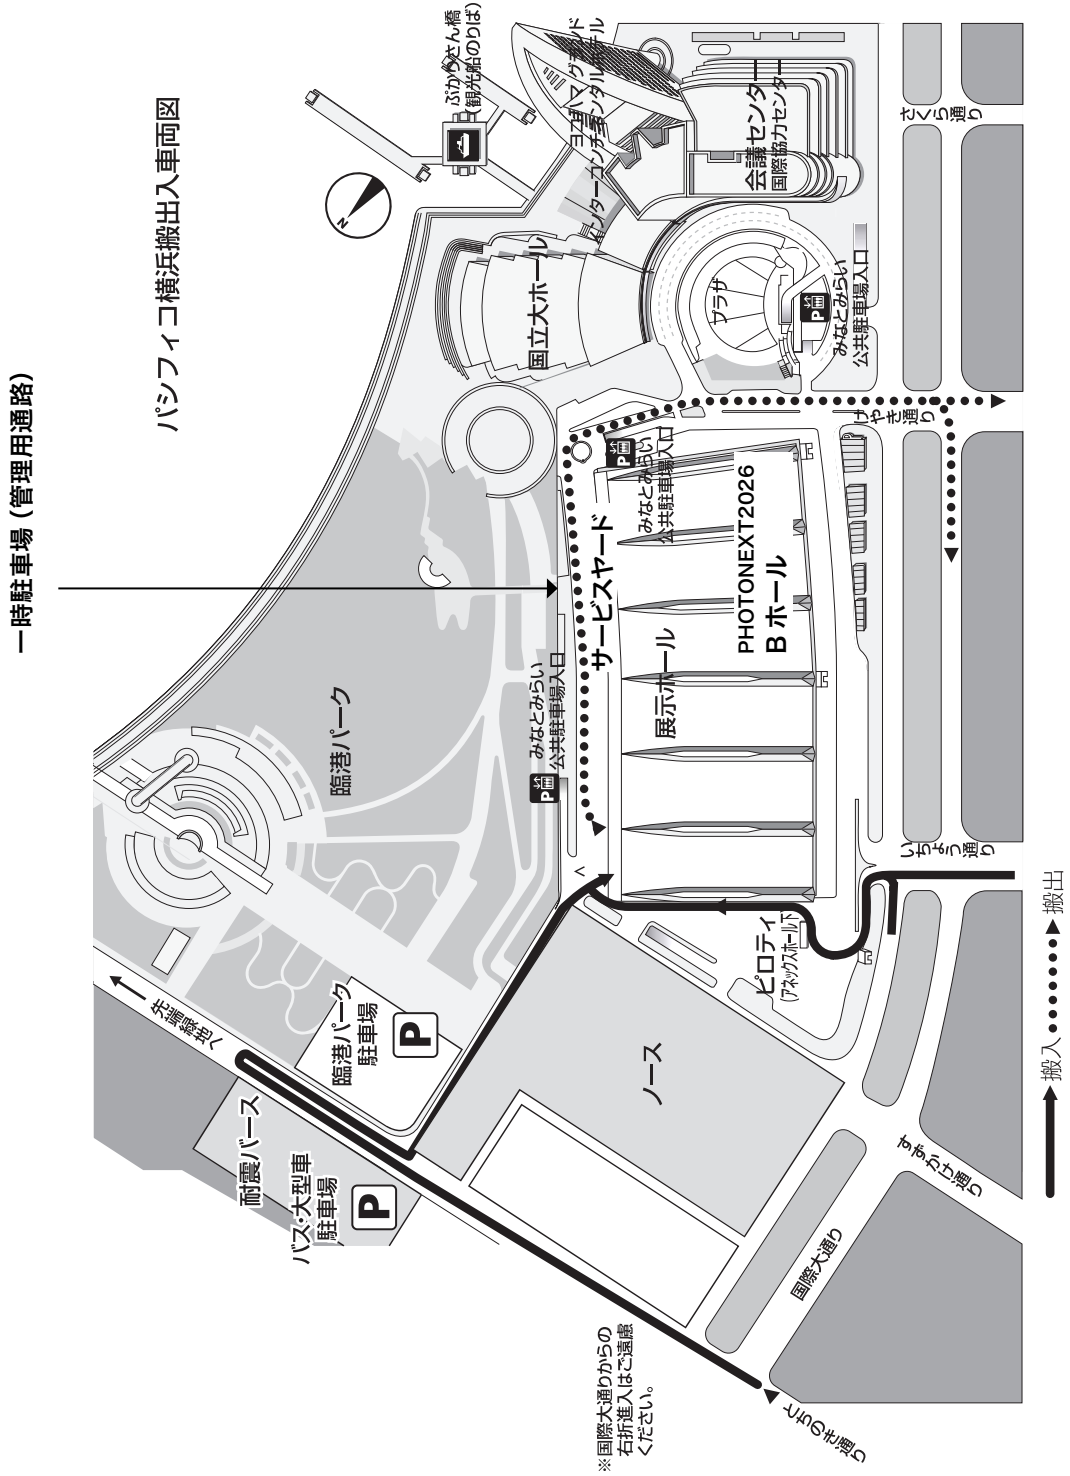 一時駐車場（管理用通路）
パシフィコ横浜搬出入車両図
ぷかりさん橋
（観光船のりば）
ヨコハマ グランド
インターコンチネンタル ホテル
会議センター
国際協力センター
さくら通り
N
国立大ホール
プラザ
P
みなとみらい
公共駐車場入口
けやき通り
P
みなとみらい
公共駐車場入口
サービスヤード
PHOTONEXT2026
B ホール
展示ホール
臨港パーク
P
みなとみらい
公共駐車場入口
いちょう通り
ピロティ
（アネックスホール下）
先端緑地へ
臨港パーク
駐車場
P
ノース
耐震バース
バス・大型車
駐車場
P
すずかけ通り
国際大通り
とちのき通り
※国際大通りからの
右折進入はご遠慮
ください。
搬入
搬出